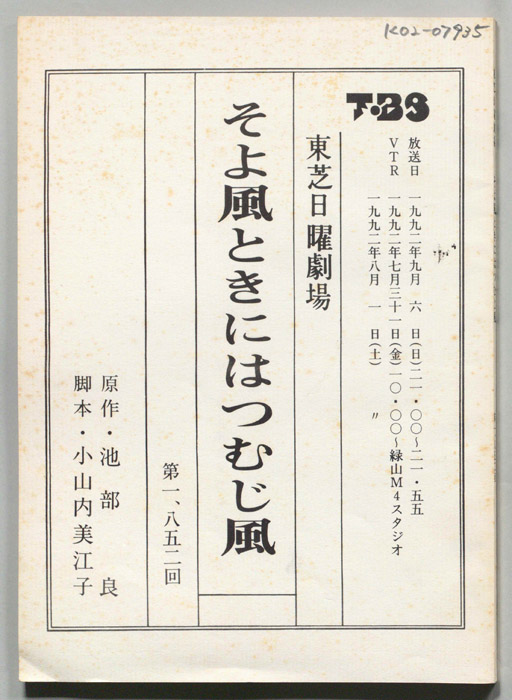 K02-07935
TBS
放送日 一九九二年九月 六 日(日)二一・〇〇～二一・五五
VTR 一九九二年七月三十一日(金)一〇・〇〇～緑山M4スタジオ
一九九二年八月 一 日(土) 〃
東芝日曜劇場
そよ風ときにはつむじ風
第一、八五二回
原作・池部 良
脚本・小山内美江子